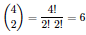 (4 2) = 4! / 2! 2! = 6